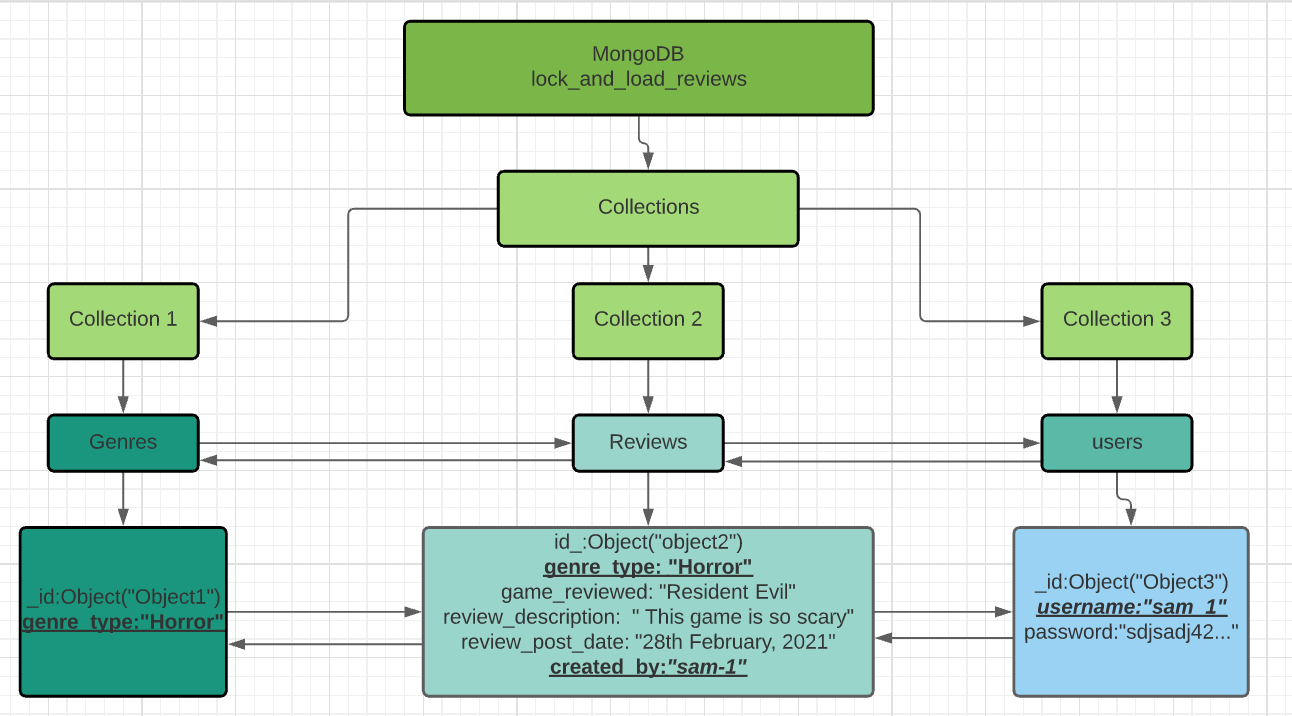 MongoDB
lock_and_load_reviews
Collections
Collection 1
Collection 2
Collection 3
Genres
Reviews
users
_id:Object("Object1")
genre_type:"Horror"
id_:Object("object2")
genre_type: "Horror"
game_reviewed: "Resident Evil"
review_description:  " This game is so scary"
review_post_date: "28th February, 2021"
created_by:"sam-1"
_id:Object("Object3")
username:"sam_1"
password:"sdjsadj42..."